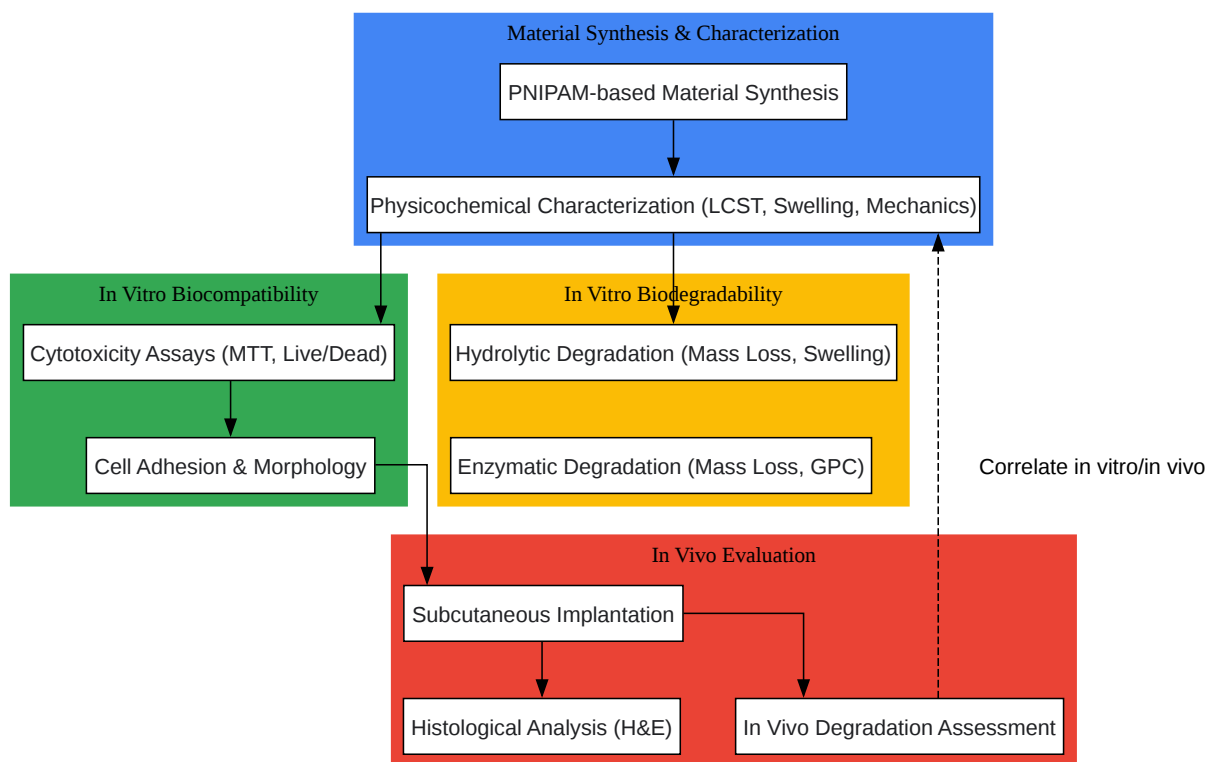 Material Synthesis & Characterization
PNIPAM-based Material Synthesis
Physicochemical Characterization (LCST, Swelling, Mechanics)
In Vitro Biocompatibility
Cytotoxicity Assays (MTT, Live/Dead)
Cell Adhesion & Morphology
In Vitro Biodegradability
Hydrolytic Degradation (Mass Loss, Swelling)
Enzymatic Degradation (Mass Loss, GPC)
Correlate in vitro/in vivo
In Vivo Evaluation
Subcutaneous Implantation
Histological Analysis (H&E)
In Vivo Degradation Assessment